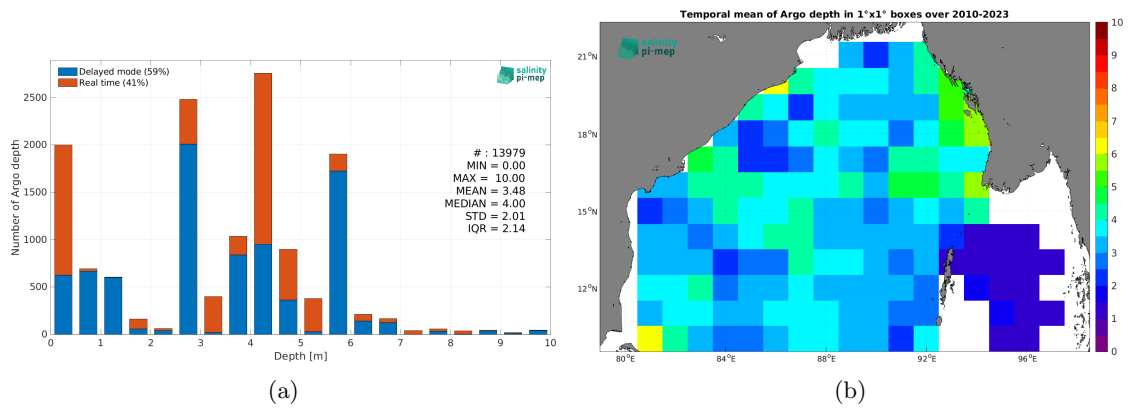 Delayed mode (59%)
Real time (41%)
salinity
pi-mep
# : 13979
MIN = 0.00
MAX = 10.00
MEAN = 3.48
MEDIAN = 4.00
STD = 2.01
IQR = 2.14
Number of Argo depth
2500
2000
1500
1000
500
0
0 1 2 3 4 5 6 7 8 9 10
Depth [m]
(a)
Temporal mean of Argo depth in 1°x1° boxes over 2010-2023
salinity
pi-mep
21°N
18°N
15°N
12°N
80°E 84°E 88°E 92°E 96°E
10
9
8
7
6
5
4
3
2
1
0
(b)